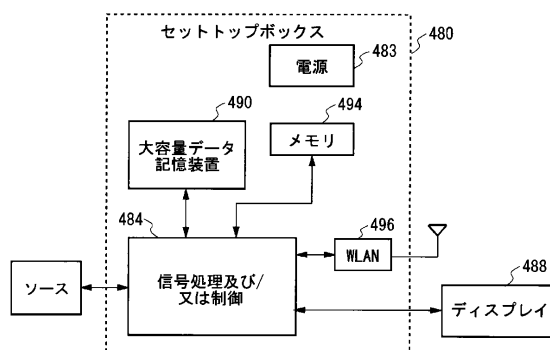 セットトップボックス
480
電源
483
490
494
大容量データ
記憶装置
メモリ
484
496
信号処理及び/
又は制御
WLAN
ソース
488
ディスプレイ